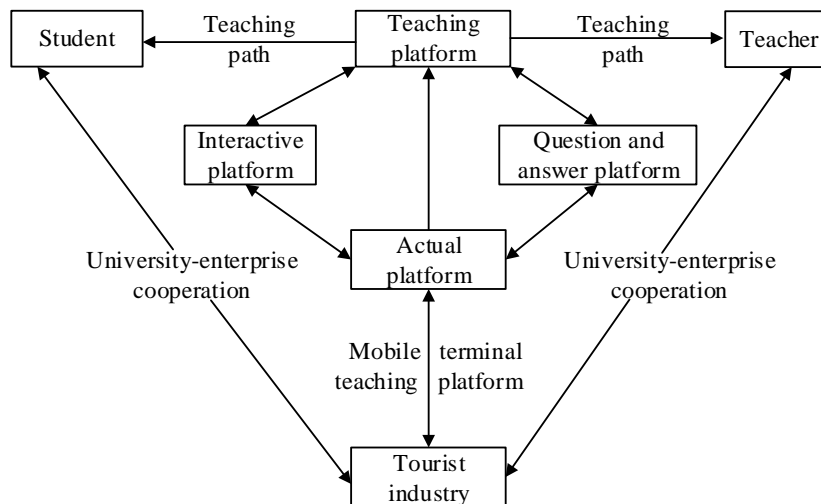 Student
Teaching
path
Teaching
platform
Teaching
path
Teacher
Interactive
platform
Question and
answer platform
Actual
platform
University-enterprise
cooperation
University-enterprise
cooperation
Mobile terminal
teaching platform
Tourist
industry